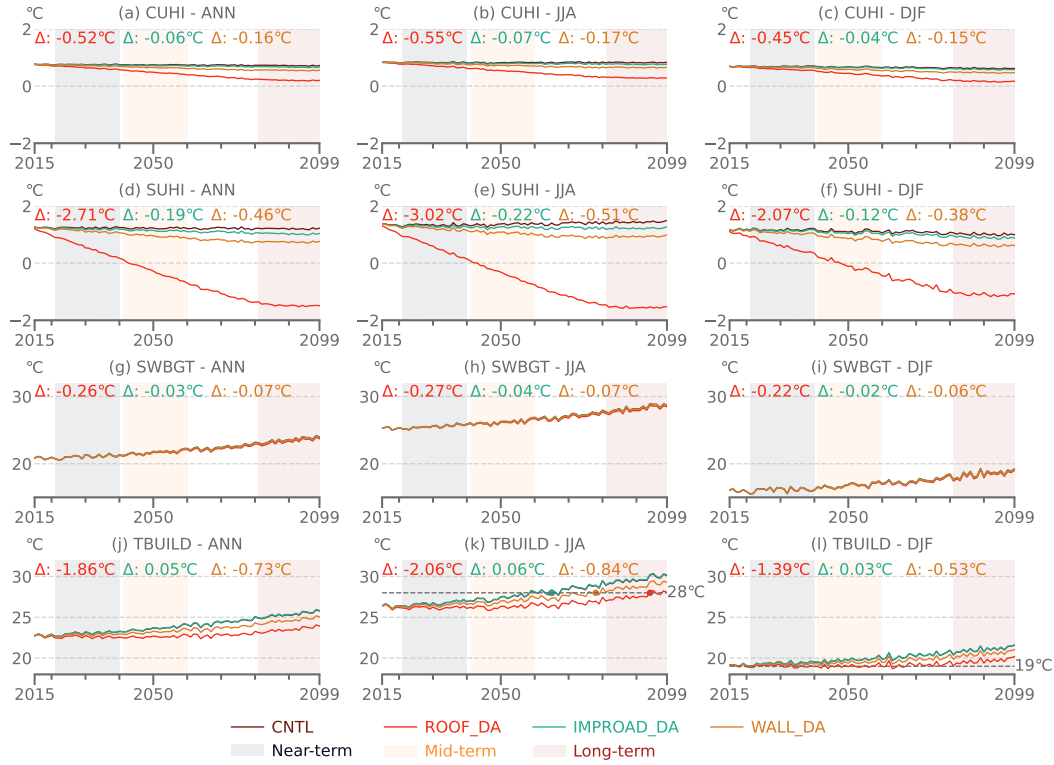 ℃ (a) CUHI - ANN
Δ: -0.52℃ Δ: -0.06℃ Δ: -0.16℃
2
0
−2
2015 2050 2099
℃ (b) CUHI - JJA
Δ: -0.55℃ Δ: -0.07℃ Δ: -0.17℃
2
0
−2
2015 2050 2099
℃ (c) CUHI - DJF
Δ: -0.45℃ Δ: -0.04℃ Δ: -0.15℃
2
0
−2
2015 2050 2099
℃ (d) SUHI - ANN
Δ: -2.71℃ Δ: -0.19℃ Δ: -0.46℃
2
0
−2
2015 2050 2099
℃ (e) SUHI - JJA
Δ: -3.02℃ Δ: -0.22℃ Δ: -0.51℃
2
0
−2
2015 2050 2099
℃ (f) SUHI - DJF
Δ: -2.07℃ Δ: -0.12℃ Δ: -0.38℃
2
0
−2
2015 2050 2099
℃ (g) SWBGT - ANN
Δ: -0.26℃ Δ: -0.03℃ Δ: -0.07℃
30
20
2015 2050 2099
℃ (h) SWBGT - JJA
Δ: -0.27℃ Δ: -0.04℃ Δ: -0.07℃
30
20
2015 2050 2099
℃ (i) SWBGT - DJF
Δ: -0.22℃ Δ: -0.02℃ Δ: -0.06℃
30
20
2015 2050 2099
℃ (j) TBUILD - ANN
Δ: -1.86℃ Δ: 0.05℃ Δ: -0.73℃
30
25
20
2015 2050 2099
℃ (k) TBUILD - JJA
Δ: -2.06℃ Δ: 0.06℃ Δ: -0.84℃
30
28℃
25
20
2015 2050 2099
℃ (l) TBUILD - DJF
Δ: -1.39℃ Δ: 0.03℃ Δ: -0.53℃
30
25
20
19℃
2015 2050 2099
CNTL ROOF_DA IMPROAD_DA WALL_DA
Near-term Mid-term Long-term